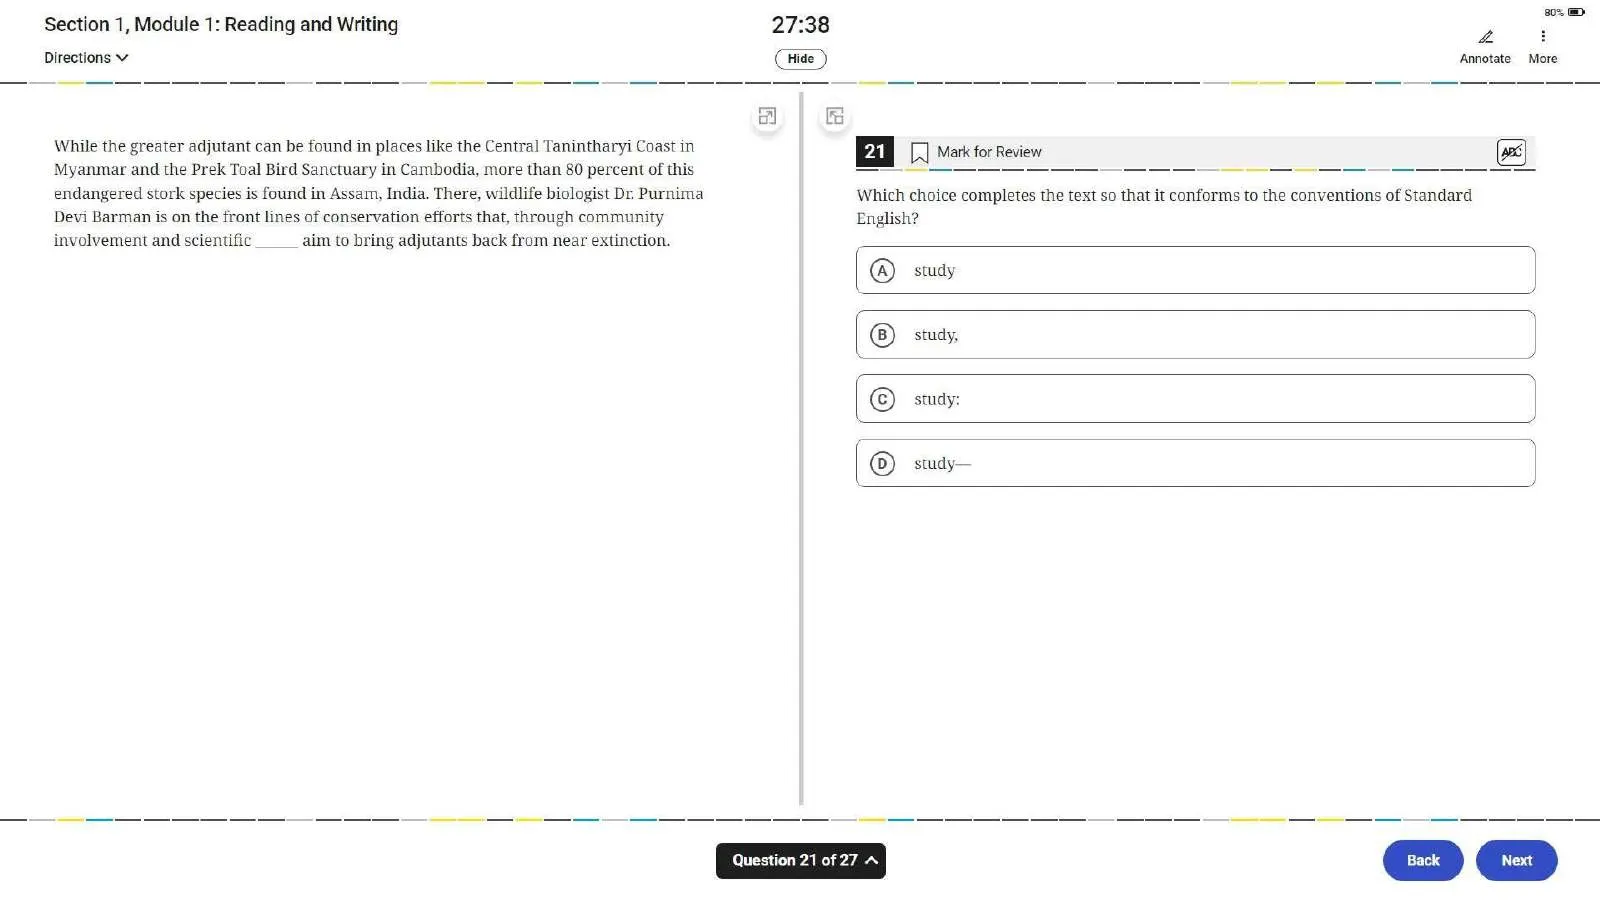 Section 1, Module 1: Reading and Writing
27:38
80%
Directions
Hide
Annotate
More
While the greater adjutant can be found in places like the Central Tanintharyi Coast in
Myanmar and the Prek Toal Bird Sanctuary in Cambodia, more than 80 percent of this
endangered stork species is found in Assam, India. There, wildlife biologist Dr. Purnima
Devi Barman is on the front lines of conservation efforts that, through community
involvement and scientific _____ aim to bring adjutants back from near extinction.
21
Mark for Review
ABC
Which choice completes the text so that it conforms to the conventions of Standard
English?
A study
B study,
C study:
D study—
Question 21 of 27
Back
Next